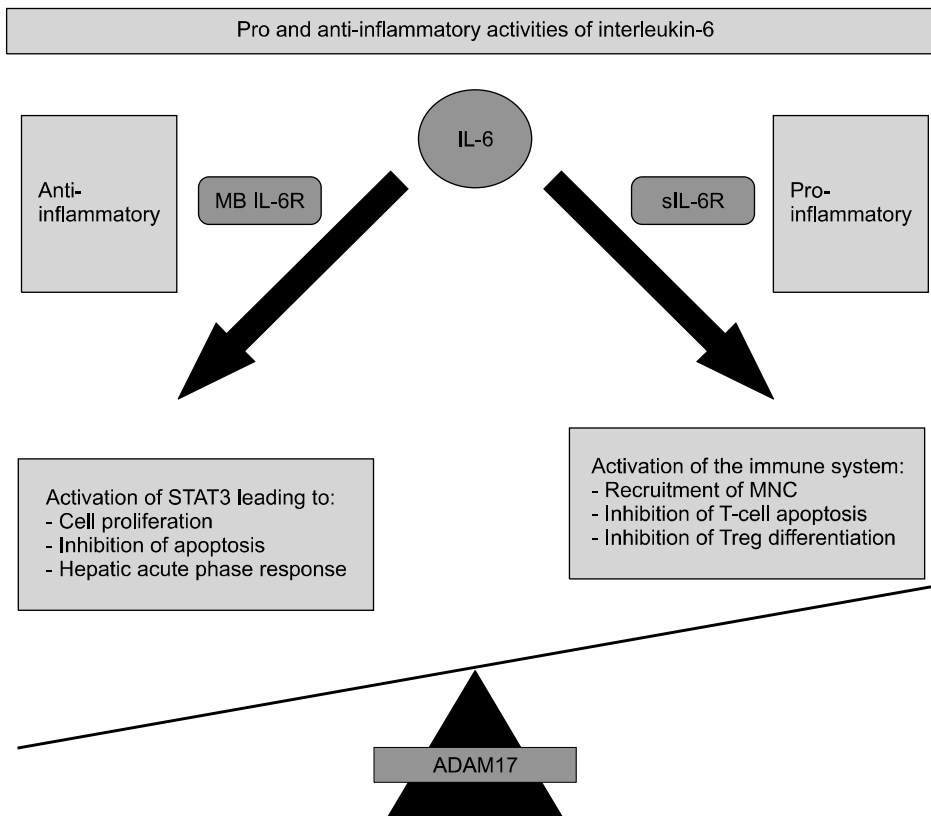 Pro and anti-inflammatory activities of interleukin-6
IL-6
Anti-
inflammatory
MB IL-6R
sIL-6R
Pro-
inflammatory
Activation of STAT3 leading to:
- Cell proliferation
- Inhibition of apoptosis
- Hepatic acute phase response
Activation of the immune system:
- Recruitment of MNC
- Inhibition of T-cell apoptosis
- Inhibition of Treg differentiation
ADAM17